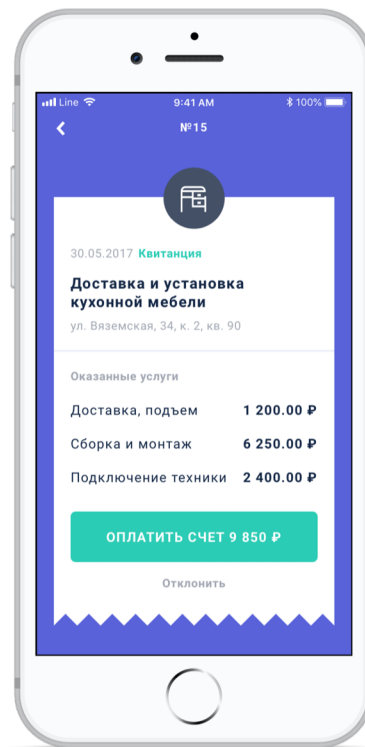 Line 9:41 AM 100%
№15
30.05.2017 Квитанция
Доставка и установка
кухонной мебели
ул. Вяземская, 34, к. 2, кв. 90
Оказанные услуги
Доставка, подъем 1 200.00 ₽
Сборка и монтаж 6 250.00 ₽
Подключение техники 2 400.00 ₽
ОПЛАТИТЬ СЧЕТ 9 850 ₽
Отклонить